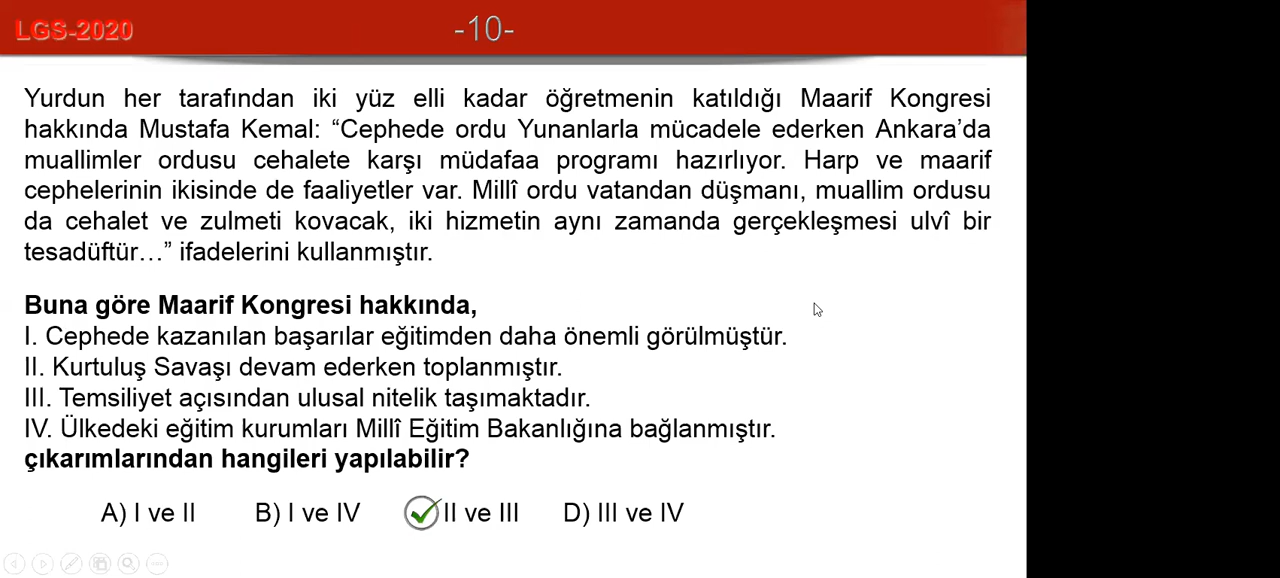 LGS-2020
-10-
Yurdun her tarafından iki yüz elli kadar öğretmenin katıldığı Maarif Kongresi
hakkında Mustafa Kemal: “Cephede ordu Yunanlarla mücadele ederken Ankara’da
muallimler ordusu cehalete karşı müdafaa programı hazırlıyor. Harp ve maarif
cephelerinin ikisinde de faaliyetler var. Millî ordu vatandan düşmanı, muallim ordusu
da cehalet ve zulmeti kovacak, iki hizmetin aynı zamanda gerçekleşmesi ulvî bir
tesadüftür…” ifadelerini kullanmıştır.
Buna göre Maarif Kongresi hakkında,
I. Cephede kazanılan başarılar eğitimden daha önemli görülmüştür.
II. Kurtuluş Savaşı devam ederken toplanmıştır.
III. Temsiliyet açısından ulusal nitelik taşımaktadır.
IV. Ülkedeki eğitim kurumları Millî Eğitim Bakanlığına bağlanmıştır.
çıkarımlarından hangileri yapılabilir?
A) I ve II B) I ve IV II ve III D) III ve IV